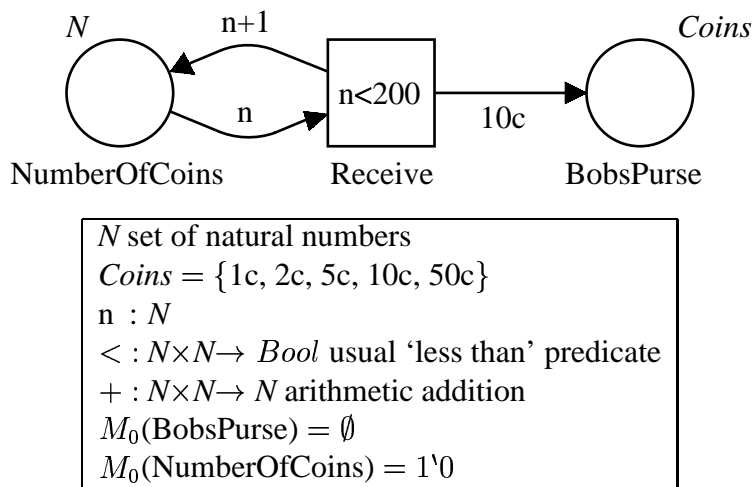 N
n+1
Coins
n<200
n
10c
NumberOfCoins
Receive
BobsPurse
N set of natural numbers
Coins = {1c, 2c, 5c, 10c, 50c}
n : N
< : N×N→ Bool usual ‘less than’ predicate
+ : N×N→ N arithmetic addition
M₀(BobsPurse) = ∅
M₀(NumberOfCoins) = 1‵0